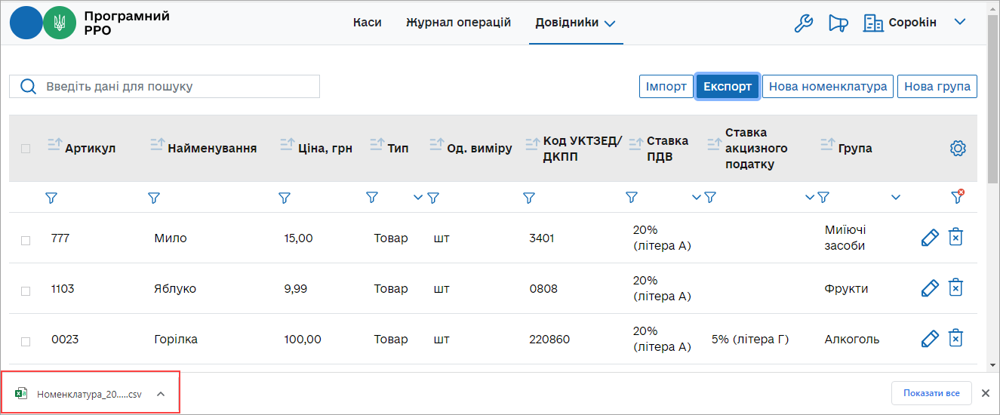 Програмний
РРО
Каси Журнал операцій Довідники Сорокін
Введіть дані для пошуку Імпорт Експорт Нова номенклатура Нова група
Артикул Найменування Ціна, грн Тип Од. виміру Код УКТЗЕД/ Ставка Ставка Група
ДКПП ПДВ акцизного
податку
777 Мило 15,00 Товар шт 3401 20% Миїючі
(літера А) засоби
1103 Яблуко 9,99 Товар шт 0808 20% Фрукти
(літера А)
0023 Горілка 100,00 Товар шт 220860 20% 5% (літера Г) Алкоголь
(літера А)
Номенклатура_20.....csv Показати все